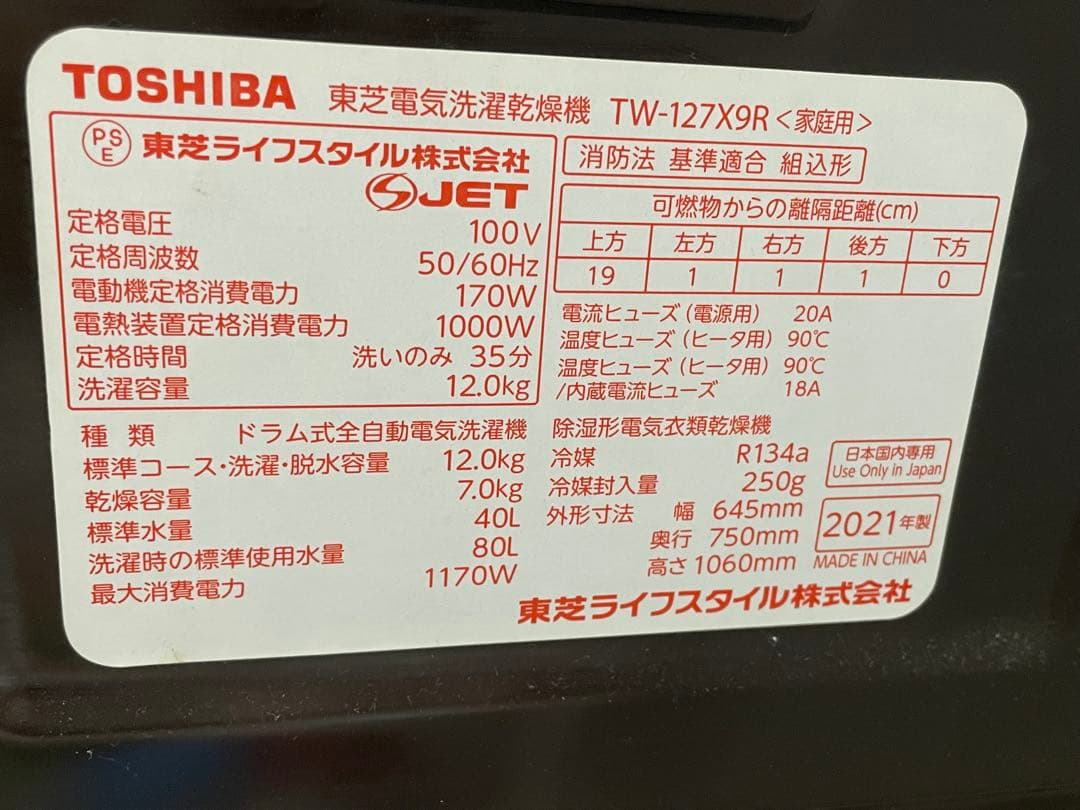 TOSHIBA 東芝電気洗濯乾燥機 TW-127X9R<家庭用>
PSE 東芝ライフスタイル株式会社
SJET
定格電圧 100V
定格周波数 50/60Hz
電動機定格消費電力 170W
電熱装置定格消費電力 1000W
定格時間 洗いのみ 35分
洗濯容量 12.0kg
種類 ドラム式全自動電気洗濯機
標準コース・洗濯・脱水容量 12.0kg
乾燥容量 7.0kg
標準水量 40L
洗濯時の標準使用水量 80L
最大消費電力 1170W
消防法 基準適合 組込形
可燃物からの離隔距離(cm)
上方 左方 右方 後方 下方
19 1 1 1 0
電流ヒューズ(電源用) 20A
温度ヒューズ(ヒータ用) 90℃
温度ヒューズ(ヒータ用) 90℃
/内蔵電流ヒューズ 18A
除湿形電気衣類乾燥機
冷媒 R134a
冷媒封入量 250g
外形寸法 幅 645mm
奥行 750mm
高さ 1060mm
日本国内専用
Use Only in Japan
2021年製
MADE IN CHINA
東芝ライフスタイル株式会社